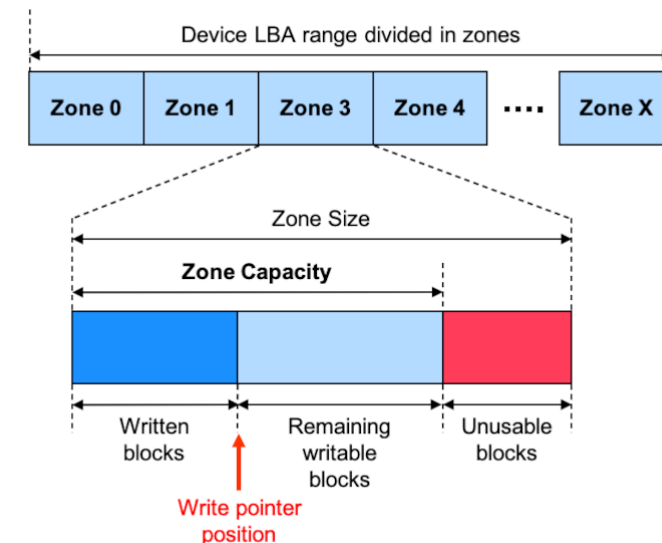 Device LBA range divided in zones
Zone 0 Zone 1 Zone 3 Zone 4 .... Zone X
Zone Size
Zone Capacity
Written
blocks
Remaining
writable
blocks
Unusable
blocks
Write pointer
position